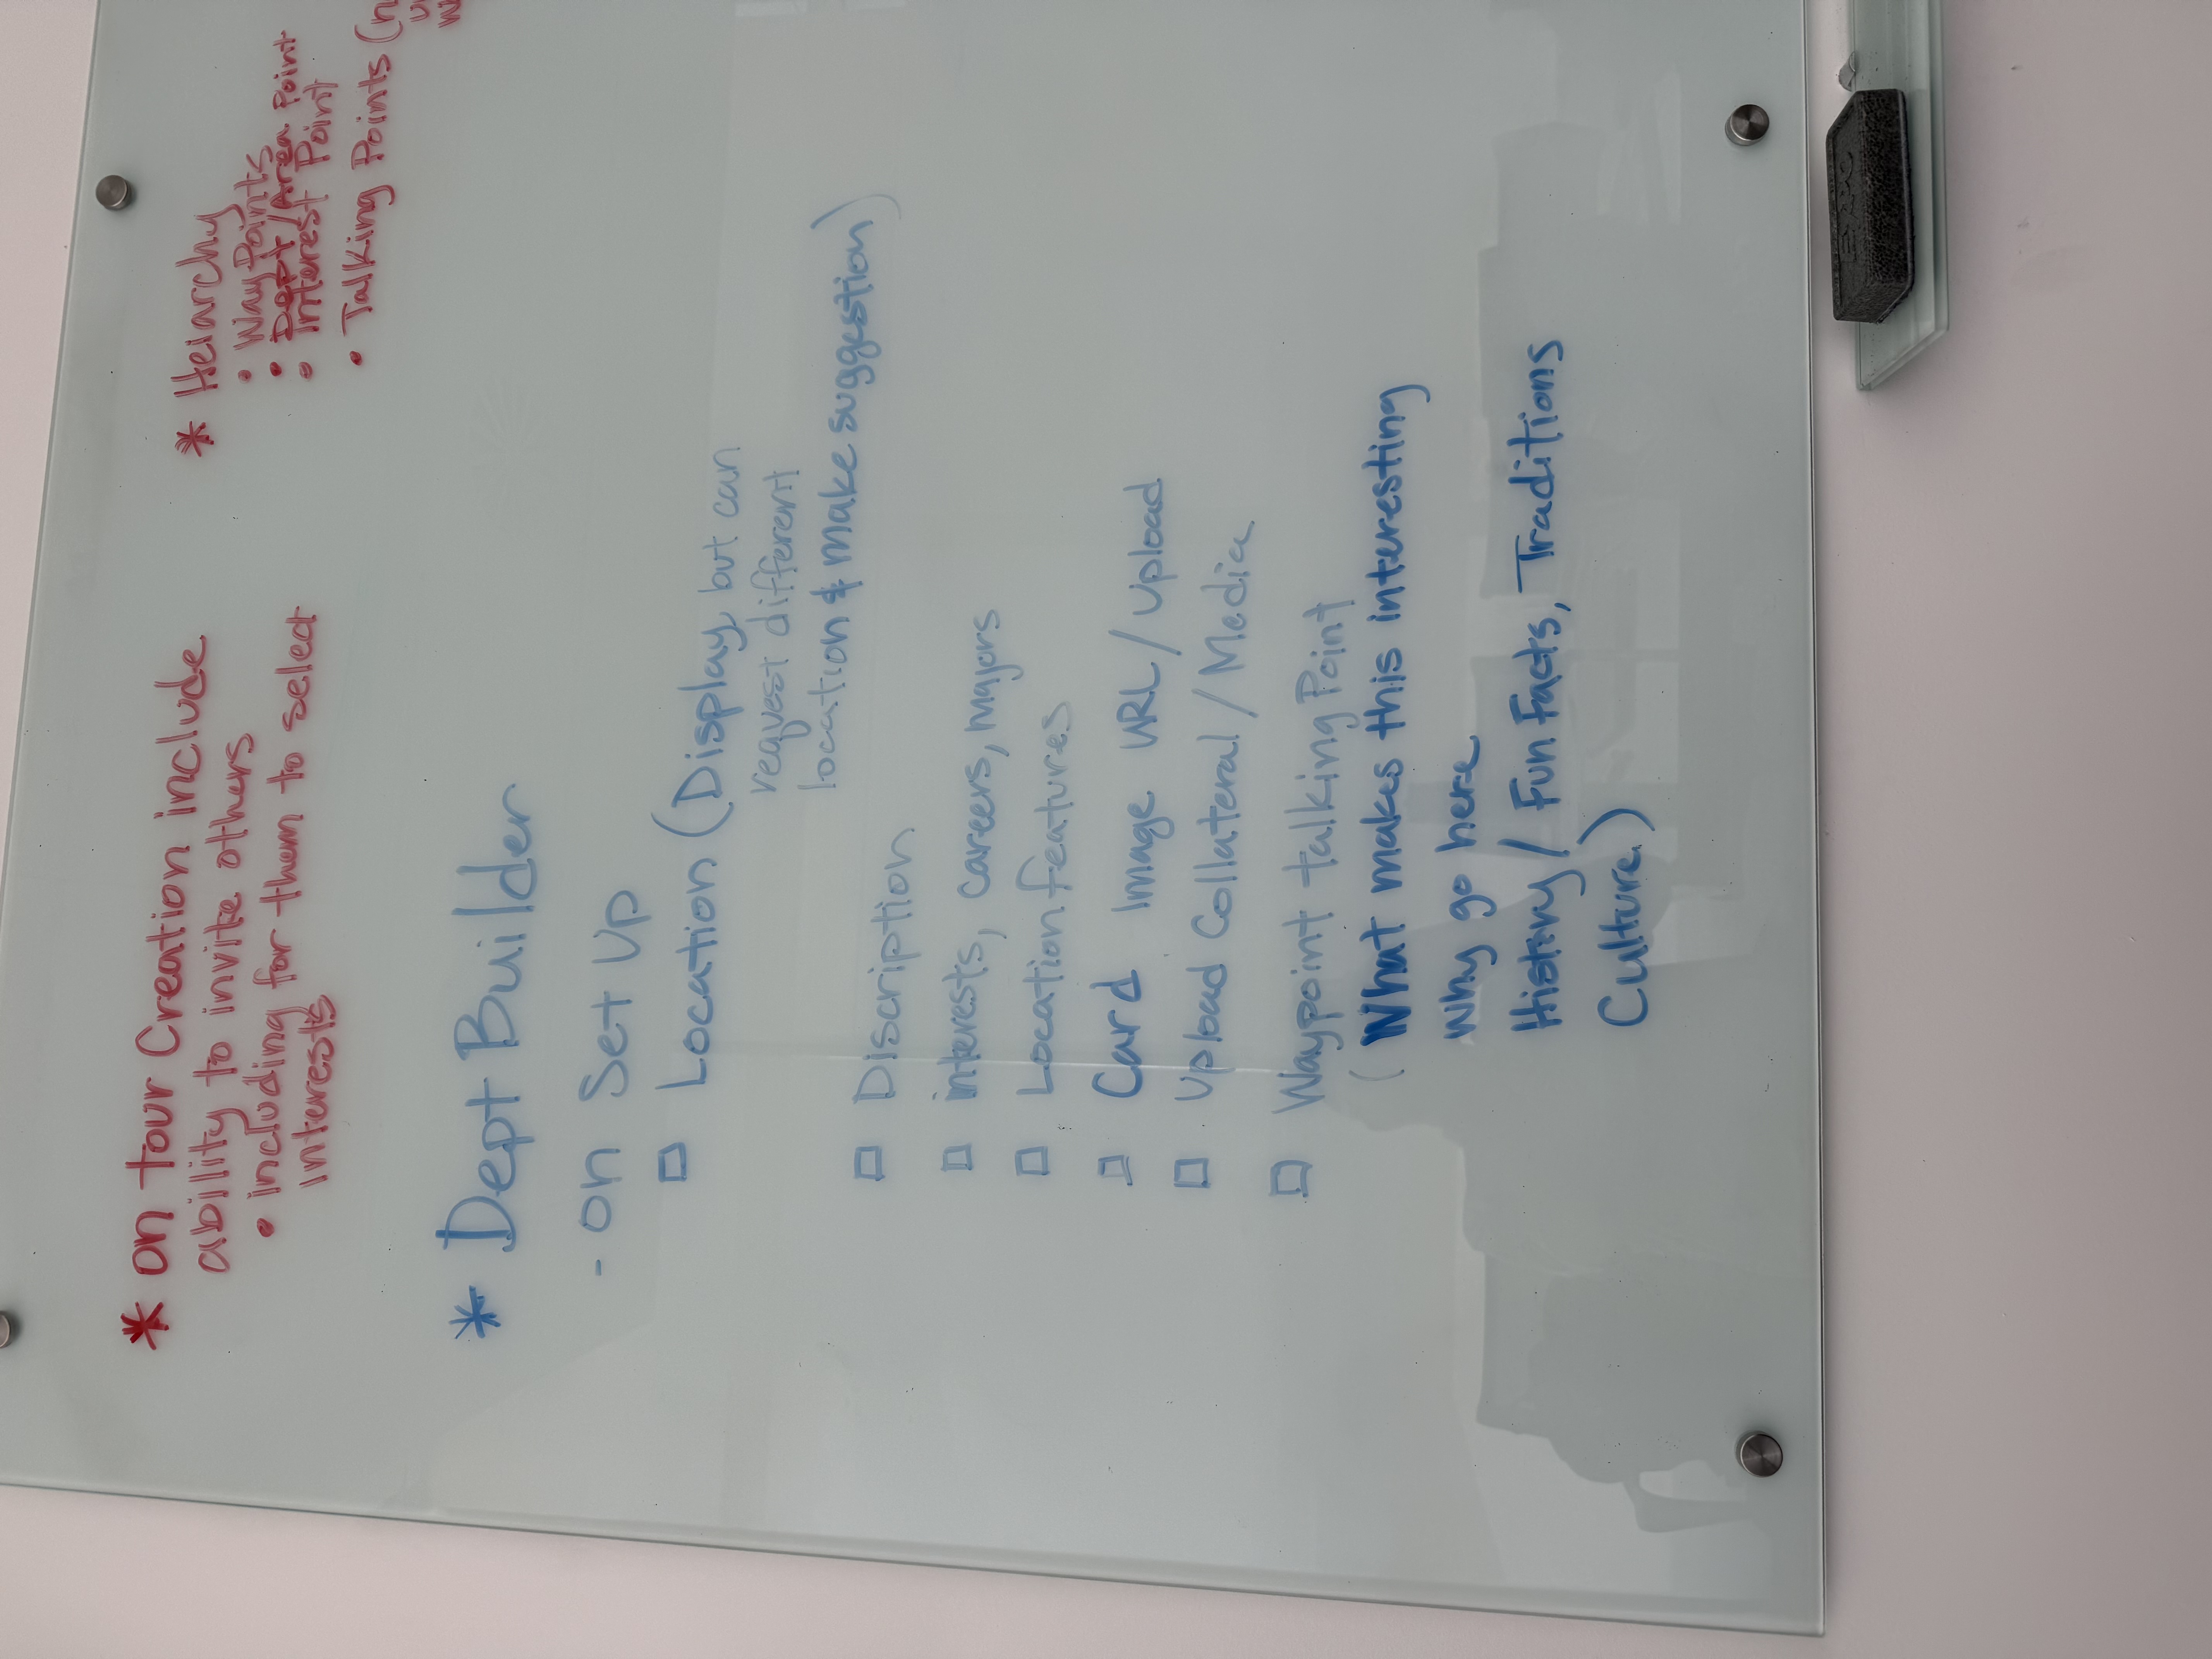 * on tour Creation include
ability to invite others
• including for them to select
interests
* Heiarchy
• WayPoints
• Dept/Area Point
• Interest Point
• Talking Points (
* Dept Builder
- on Set Up
□ Location (Display, but can
request different
location & make suggestion)
□ Discription
□ interests, careers, majors
□ Location features
□ Card Image URL/Upload
□ Upload Collateral/Media
□ Waypoint talking Point
(What makes this interesting
Why go here
History/Fun Facts, Traditions
Culture)
EXPO